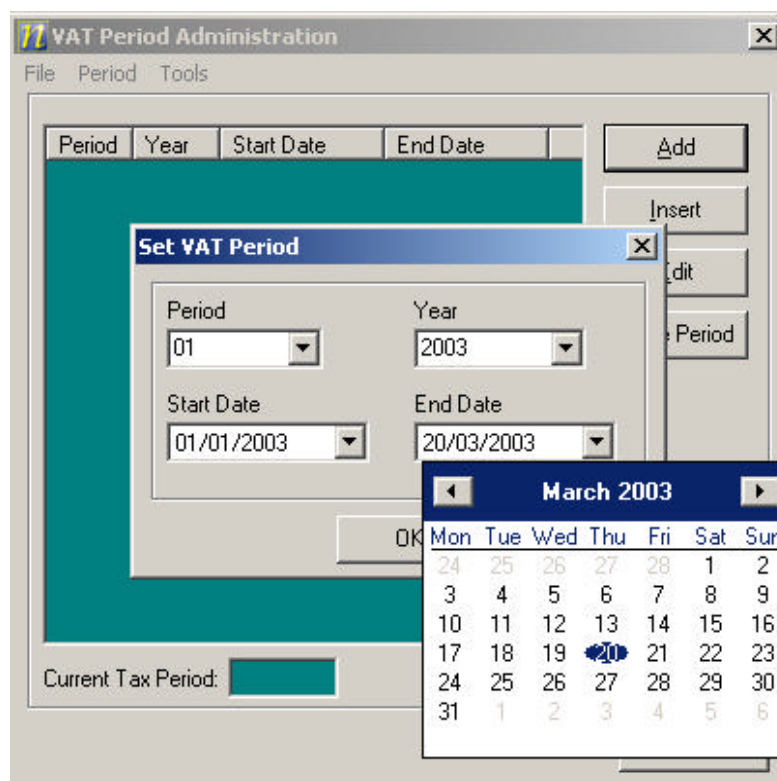 VAT Period Administration
File Period Tools
Period Year Start Date End Date
Add
Insert
Edit
Period
Set VAT Period
Period Year
01 2003
Start Date End Date
01/01/2003 20/03/2003
OK
March 2003
Mon Tue Wed Thu Fri Sat Sun
24 25 26 27 28 1 2
3 4 5 6 7 8 9
10 11 12 13 14 15 16
17 18 19 20 21 22 23
24 25 26 27 28 29 30
31 1 2 3 4 5 6
Current Tax Period: